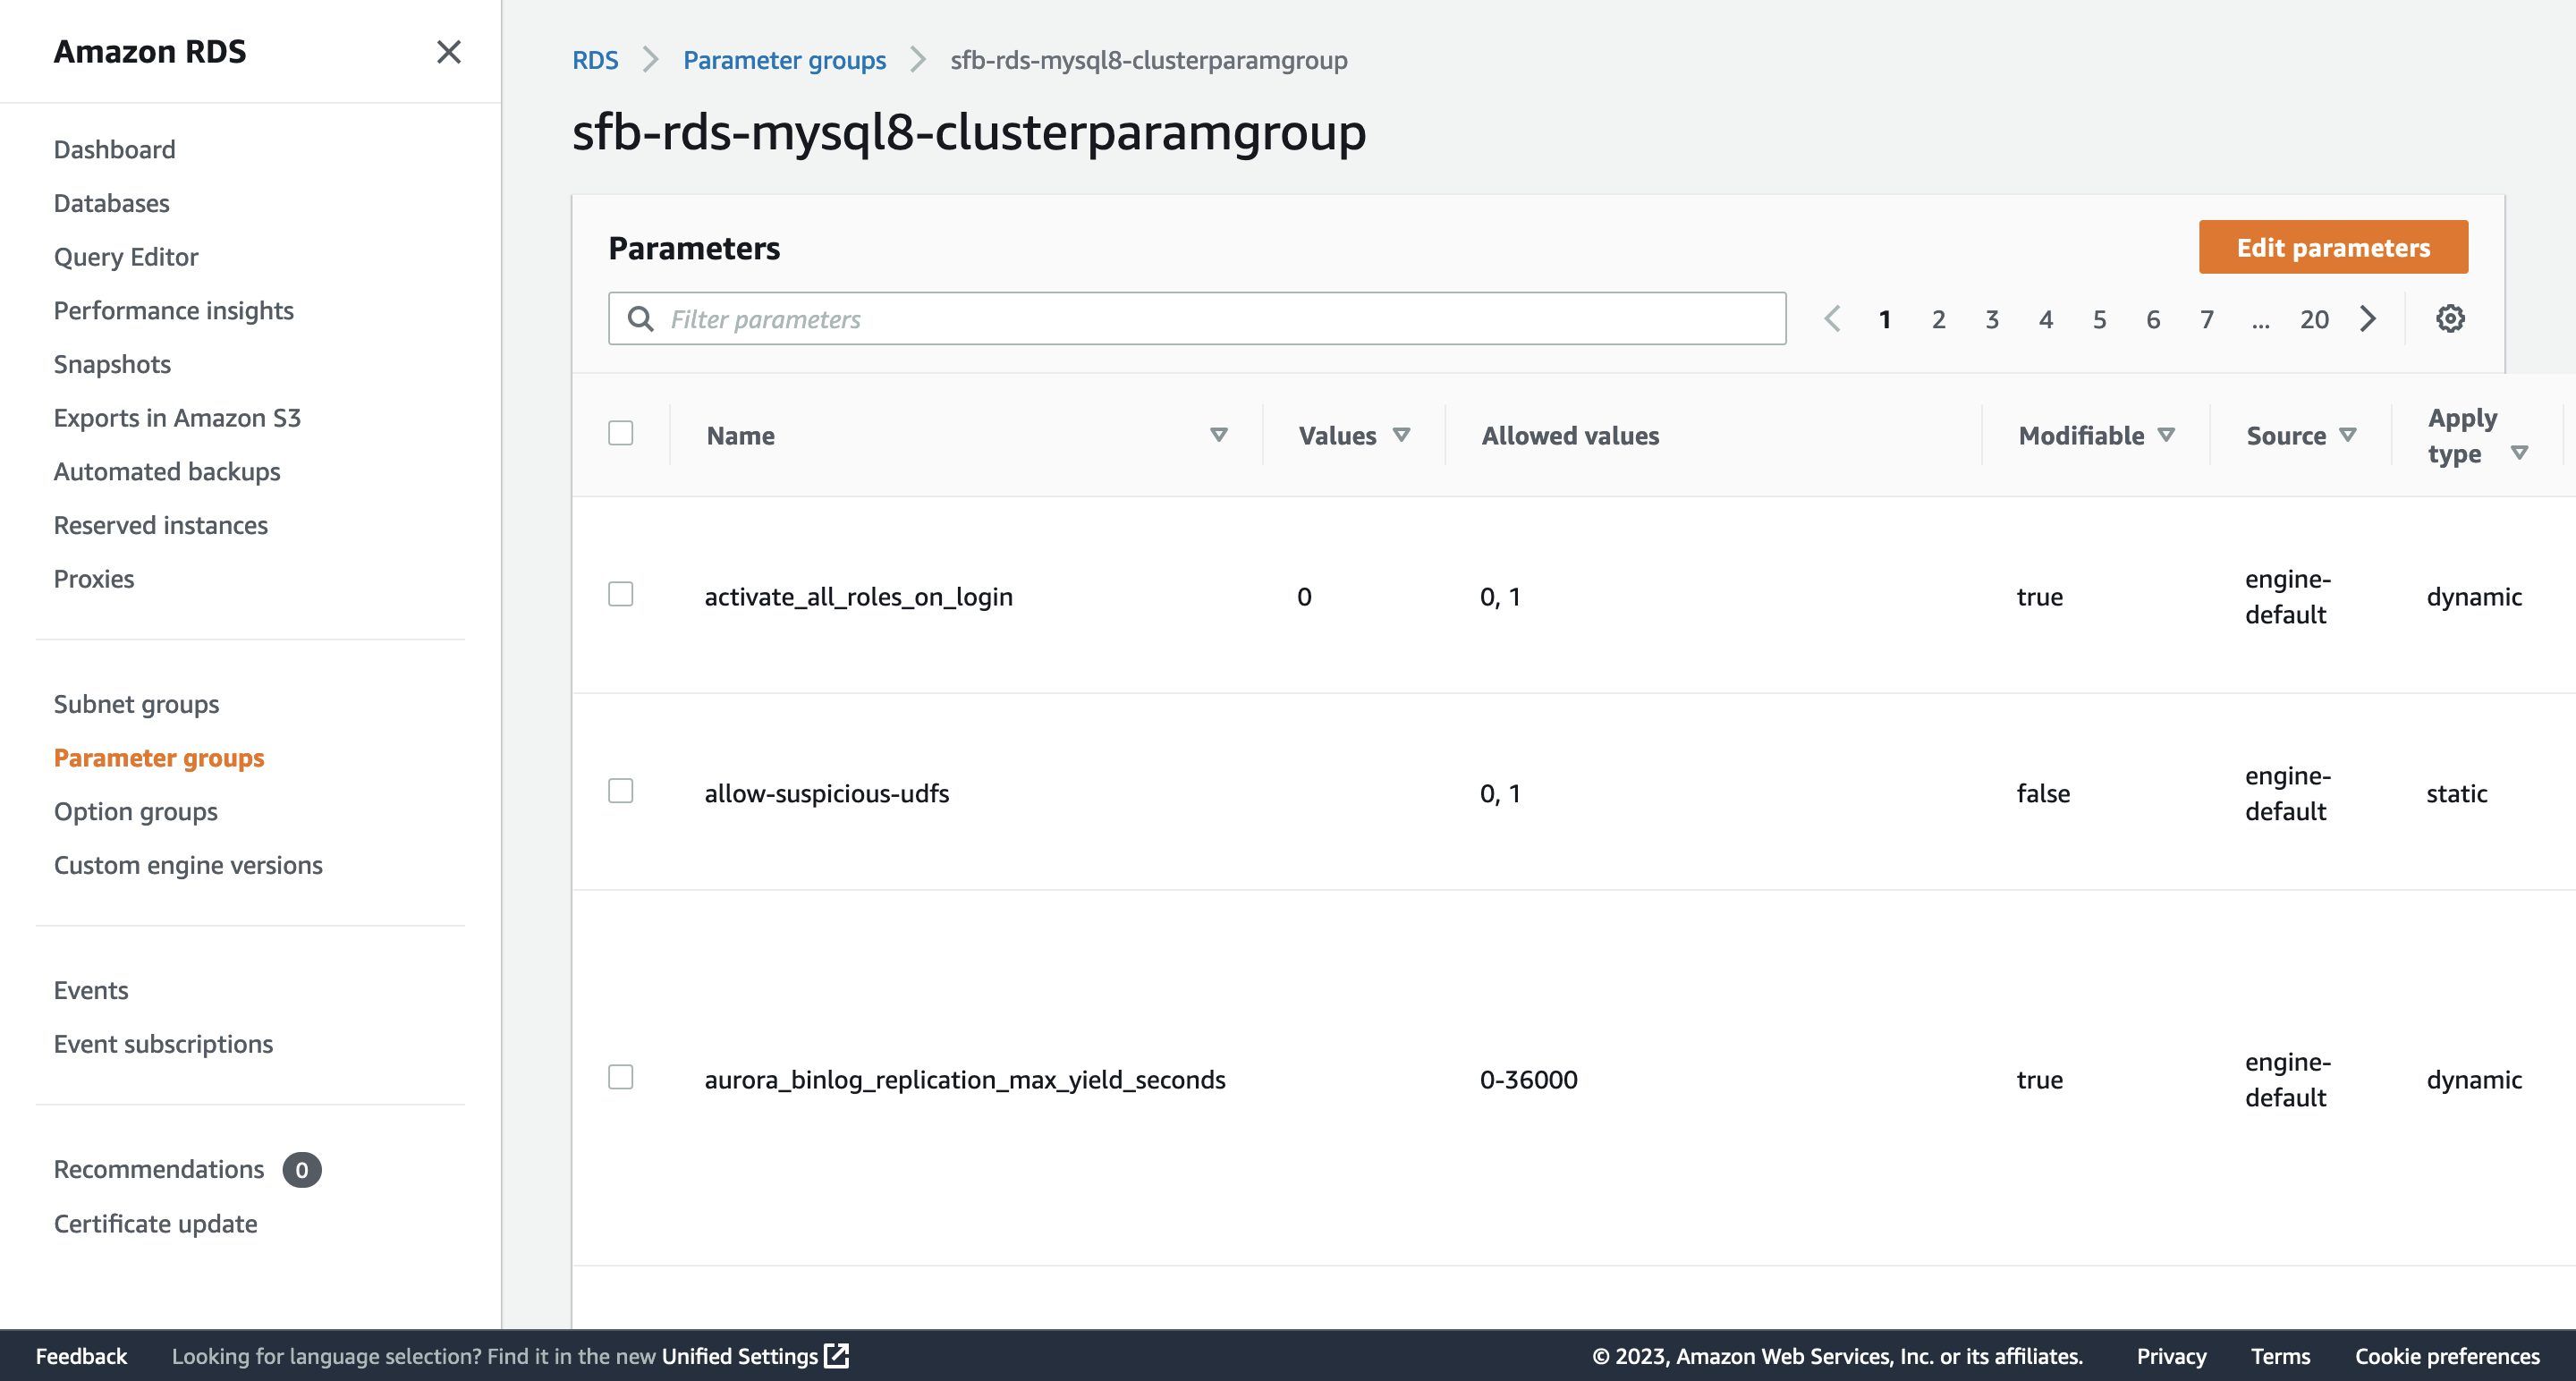 Amazon RDS
Dashboard
Databases
Query Editor
Performance insights
Snapshots
Exports in Amazon S3
Automated backups
Reserved instances
Proxies
Subnet groups
Parameter groups
Option groups
Custom engine versions
Events
Event subscriptions
Recommendations 0
Certificate update
RDS Parameter groups sfb-rds-mysql8-clusterparamgroup
sfb-rds-mysql8-clusterparamgroup
Parameters
Edit parameters
Filter parameters
1 2 3 4 5 6 7 ... 20
Name Values Allowed values Modifiable Source Apply type
activate_all_roles_on_login 0 0, 1 true engine-default dynamic
allow-suspicious-udfs 0, 1 false engine-default static
aurora_binlog_replication_max_yield_seconds 0-36000 true engine-default dynamic
Feedback Looking for language selection? Find it in the new Unified Settings © 2023, Amazon Web Services, Inc. or its affiliates. Privacy Terms Cookie preferences